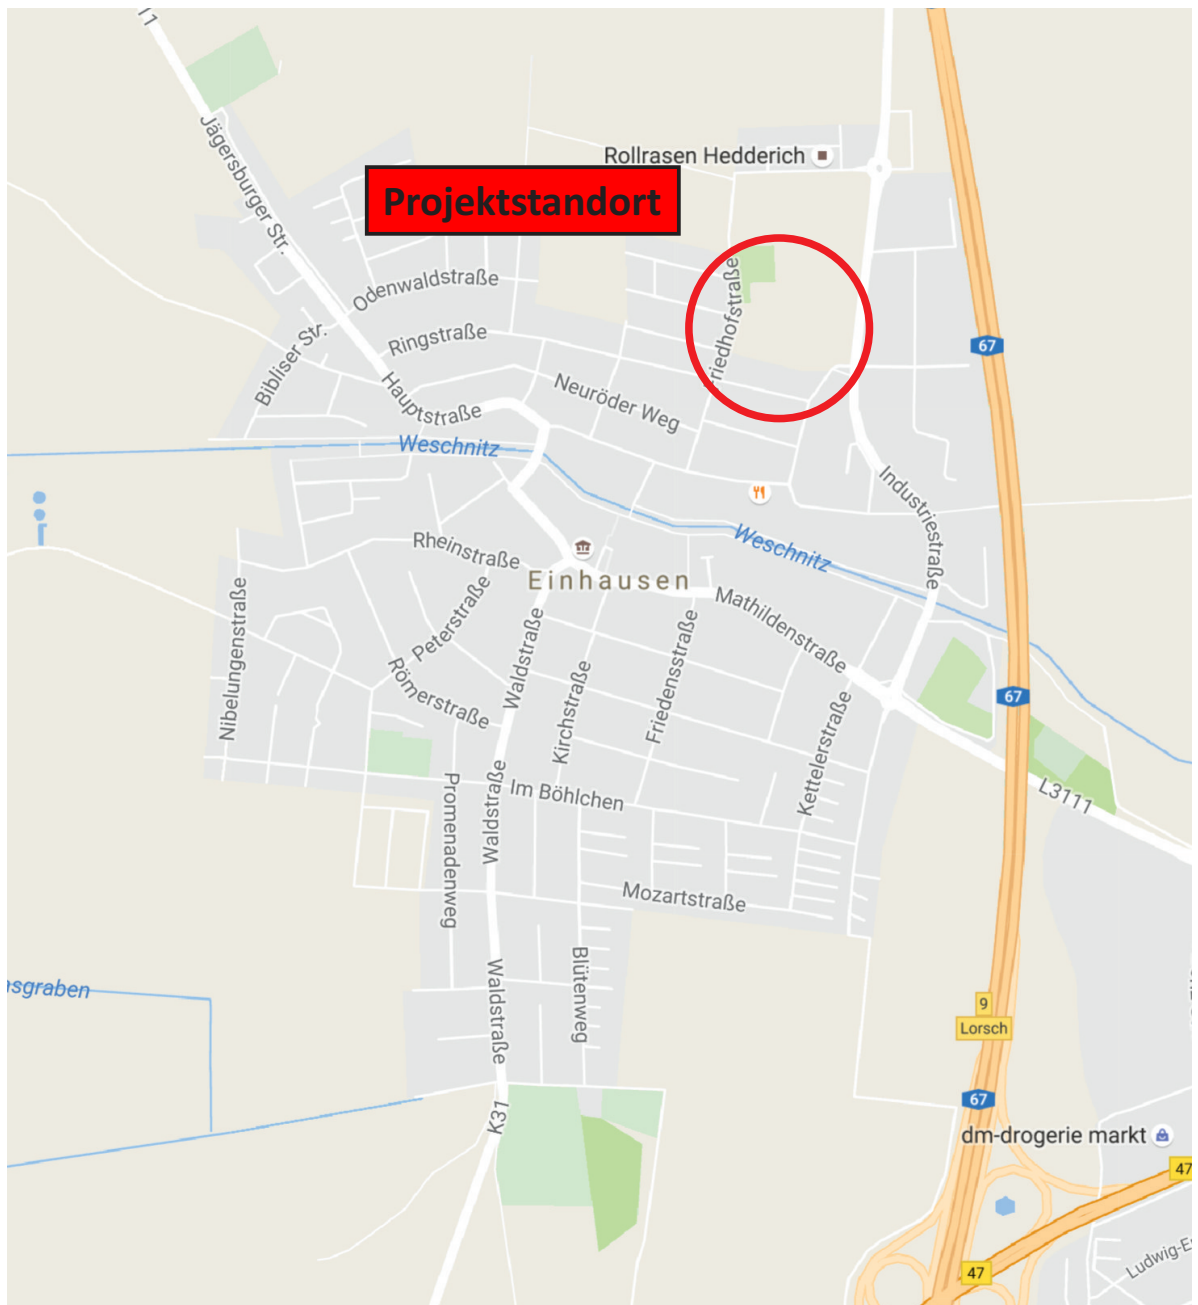 11
Rollrasen Hedderich
Jägersburger Str.
Projektstandort
Odenwaldstraße
Friedhofstraße
Ringstraße
67
Bibliser Str.
Hauptstraße
Neuröder Weg
Weschnitz
Industriestraße
Weschnitz
Rheinstraße
Einhausen
Nibelungenstraße
Peterstraße
Mathildenstraße
Waldstraße
Friedensstraße
Römerstraße
Kirchstraße
67
Kettelerstraße
Promenadenweg
Waldstraße
Im Böhlchen
L3111
Mozartstraße
Blütenweg
sgraben
Waldstraße
9
Lorsch
67
K31
dm-drogerie markt
47
Ludwig-E
47